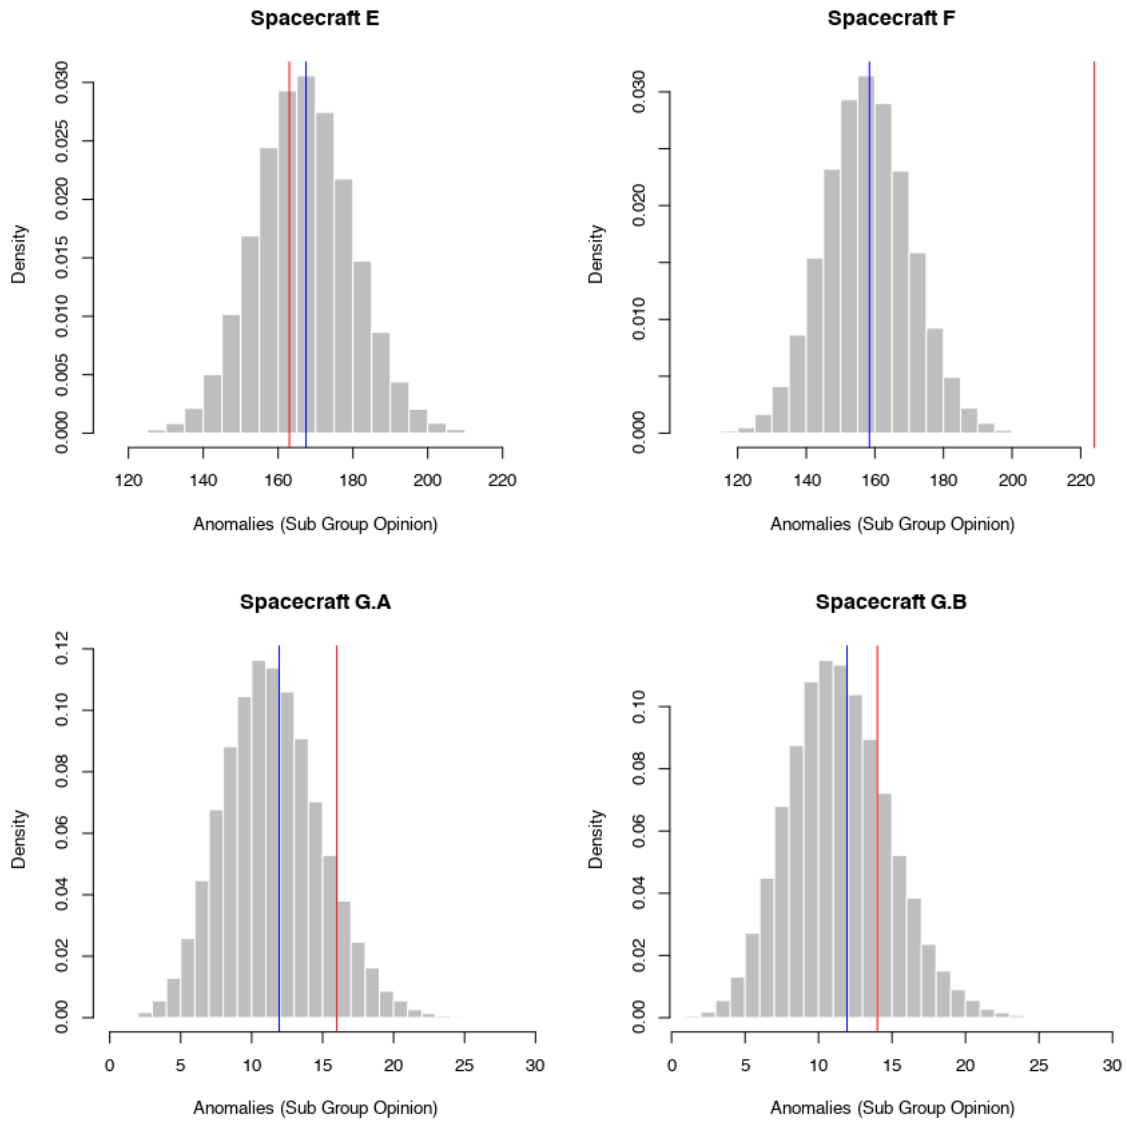 Spacecraft E
Density
0.000 0.005 0.010 0.015 0.020 0.025 0.030
120 140 160 180 200 220
Anomalies (Sub Group Opinion)
Spacecraft F
Density
0.000 0.010 0.020 0.030
120 140 160 180 200 220
Anomalies (Sub Group Opinion)
Spacecraft G.A
Density
0.00 0.02 0.04 0.06 0.08 0.10 0.12
0 5 10 15 20 25 30
Anomalies (Sub Group Opinion)
Spacecraft G.B
Density
0.00 0.02 0.04 0.06 0.08 0.10
0 5 10 15 20 25 30
Anomalies (Sub Group Opinion)